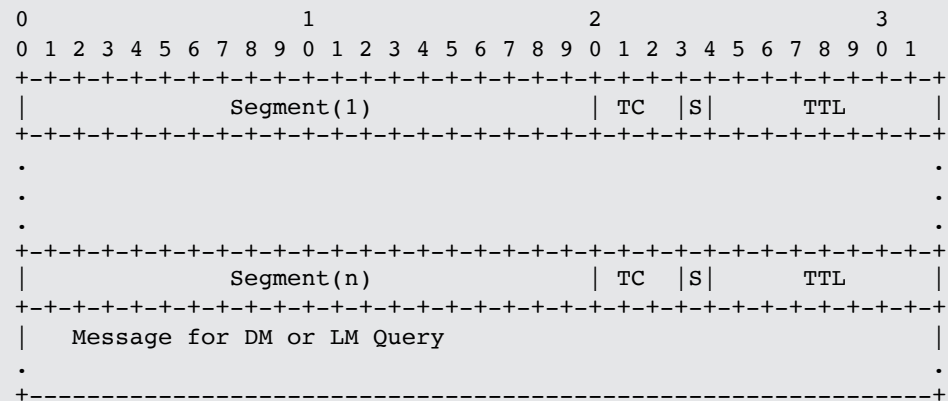 0                   1                   2                   3
 0 1 2 3 4 5 6 7 8 9 0 1 2 3 4 5 6 7 8 9 0 1 2 3 4 5 6 7 8 9 0 1
+-+-+-+-+-+-+-+-+-+-+-+-+-+-+-+-+-+-+-+-+-+-+-+-+-+-+-+-+-+-+-+-+
|              Segment(1)               | TC  |S|      TTL      |
+-+-+-+-+-+-+-+-+-+-+-+-+-+-+-+-+-+-+-+-+-+-+-+-+-+-+-+-+-+-+-+-+
.                                                               .
.                                                               .
.                                                               .
+-+-+-+-+-+-+-+-+-+-+-+-+-+-+-+-+-+-+-+-+-+-+-+-+-+-+-+-+-+-+-+-+
|              Segment(n)               | TC  |S|      TTL      |
+-+-+-+-+-+-+-+-+-+-+-+-+-+-+-+-+-+-+-+-+-+-+-+-+-+-+-+-+-+-+-+-+
|   Message for DM or LM Query                                  |
.                                                               .
+---------------------------------------------------------------+